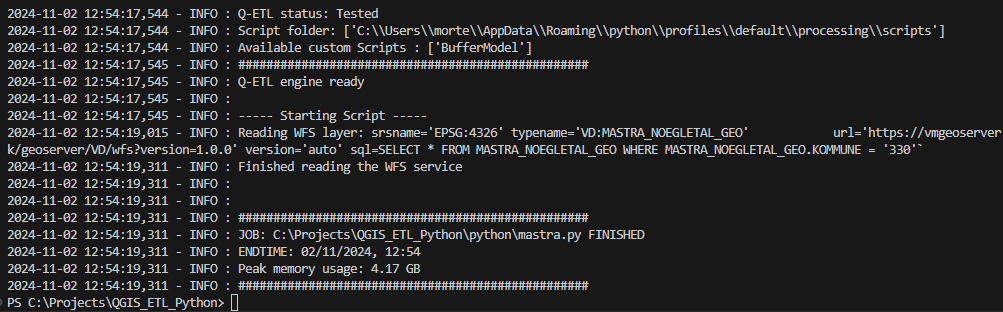 2024-11-02 12:54:17,544 - INFO : Q-ETL status: Tested
2024-11-02 12:54:17,544 - INFO : Script folder: ['C:\\Users\\morte\\AppData\\Roaming\\python\\profiles\\default\\processing\\scripts']
2024-11-02 12:54:17,544 - INFO : Available custom Scripts : ['BufferModel']
2024-11-02 12:54:17,545 - INFO : ##################################################
2024-11-02 12:54:17,545 - INFO : Q-ETL engine ready
2024-11-02 12:54:17,545 - INFO :
2024-11-02 12:54:17,545 - INFO : ----- Starting Script -----
2024-11-02 12:54:19,015 - INFO : Reading WFS layer: srsname='EPSG:4326' typename='VD:MASTRA_NOEGLETAL_GEO'            url='https://vmgeoserver
k/geoserver/VD/wfs?version=1.0.0' version='auto' sql=SELECT * FROM MASTRA_NOEGLETAL_GEO WHERE MASTRA_NOEGLETAL_GEO.KOMMUNE = '330'`
2024-11-02 12:54:19,311 - INFO : Finished reading the WFS service
2024-11-02 12:54:19,311 - INFO :
2024-11-02 12:54:19,311 - INFO :
2024-11-02 12:54:19,311 - INFO : ##################################################
2024-11-02 12:54:19,311 - INFO : JOB: C:\Projects\QGIS_ETL_Python\python\mastra.py FINISHED
2024-11-02 12:54:19,311 - INFO : ENDTIME: 02/11/2024, 12:54
2024-11-02 12:54:19,311 - INFO : Peak memory usage: 4.17 GB
2024-11-02 12:54:19,311 - INFO : ##################################################
PS C:\Projects\QGIS_ETL_Python>